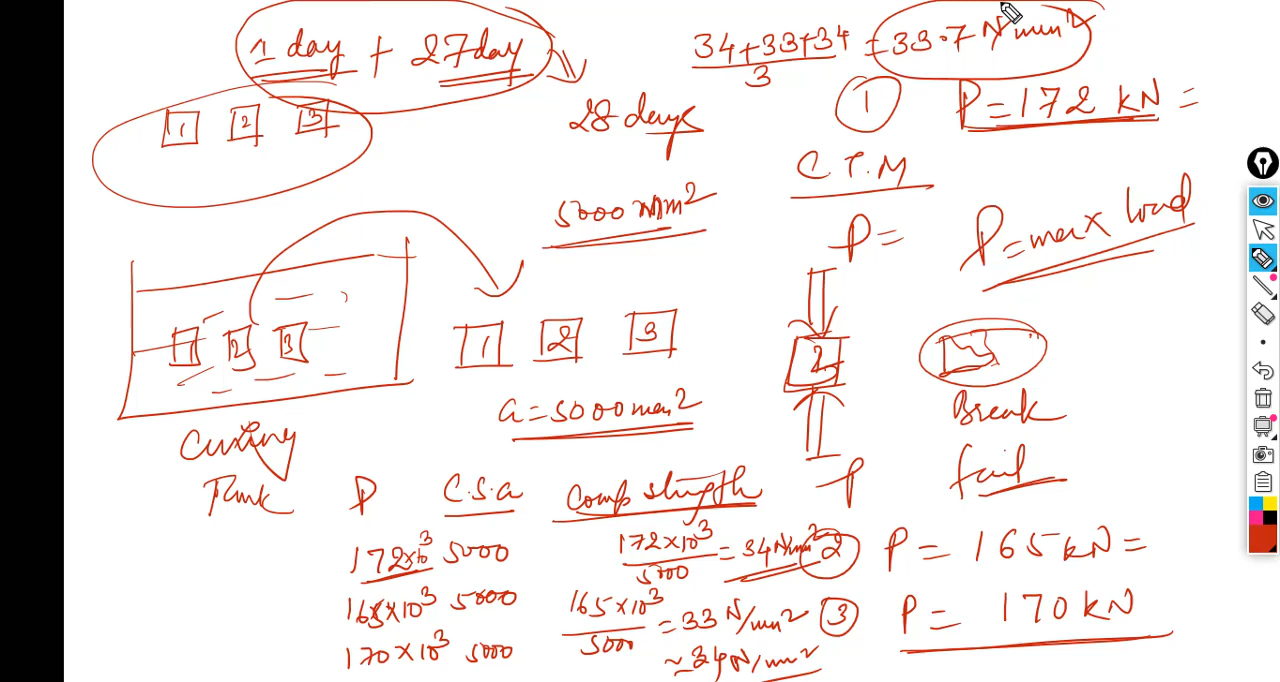 1 day + 27day
28 days
1 2 3
34+33+34 = 33.7 N/mm²
3
1 P = 172 kN =
C T.M
5000 mm²
P =
P = max load
1 2 3
1 2 3
2
a = 5000 mm²
Break
Curing
Tank
fail
P C.S.a Comp strength P
172×10³ 5000 172×10³ = 34 N/mm²
5000
2 P = 165 kN =
165×10³ 5000 165×10³ = 33 N/mm²
5000
3 P = 170 kN
170×10³ 5000 ~34 N/mm²